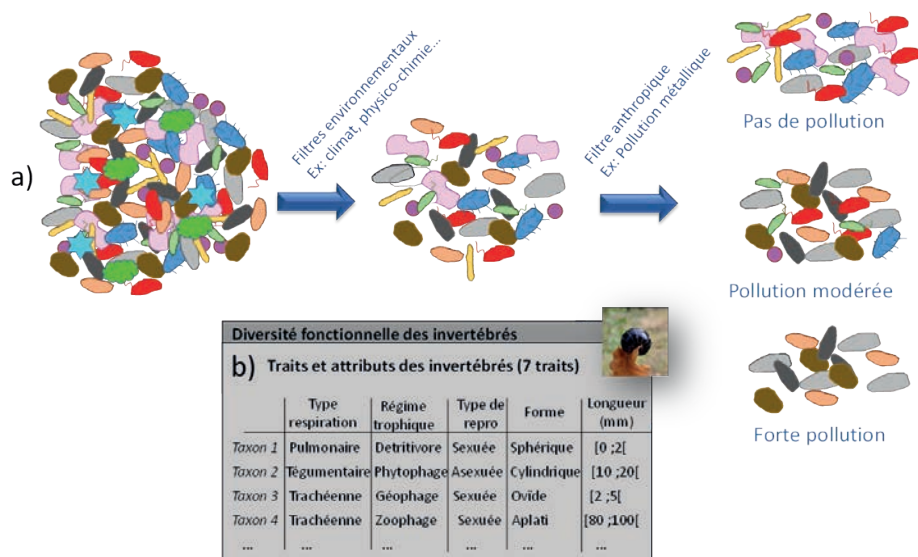 a)
Filtres environnementaux
Ex: climat, physico-chimie...
Filtre anthropique
Ex: Pollution métallique
Pas de pollution
Pollution modérée
Forte pollution
Diversité fonctionnelle des invertébrés
b) Traits et attributs des invertébrés (7 traits)
Type respiration Régime trophique Type de repro Forme Longueur (mm)
Taxon 1 Pulmonaire Detritivore Sexuée Sphérique [0 ;2[
Taxon 2 Tégumentaire Phytophage Asexuée Cylindrique [10 ;20[
Taxon 3 Trachéenne Géophage Sexuée Ovïde [2 ;5[
Taxon 4 Trachéenne Zoophage Sexuée Aplati [80 ;100[
... ... ... ... ... ...